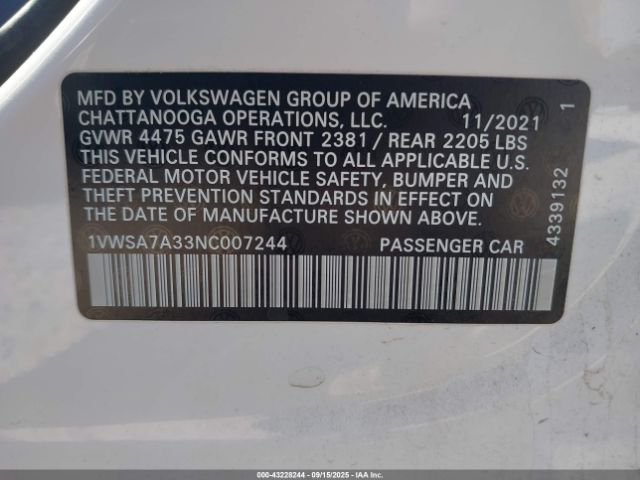 MFD BY VOLKSWAGEN GROUP OF AMERICA
CHATTANOOGA OPERATIONS, LLC. 11/2021
GVWR 4475 GAWR FRONT 2381 / REAR 2205 LBS
THIS VEHICLE CONFORMS TO ALL APPLICABLE U.S.
FEDERAL MOTOR VEHICLE SAFETY, BUMPER AND
THEFT PREVENTION STANDARDS IN EFFECT ON
THE DATE OF MANUFACTURE SHOWN ABOVE.
1VWSA7A33NC007244 PASSENGER CAR
4339132 1
000-43228244 - 09/15/2025 - COPYRIGHT © IAA, LLC.